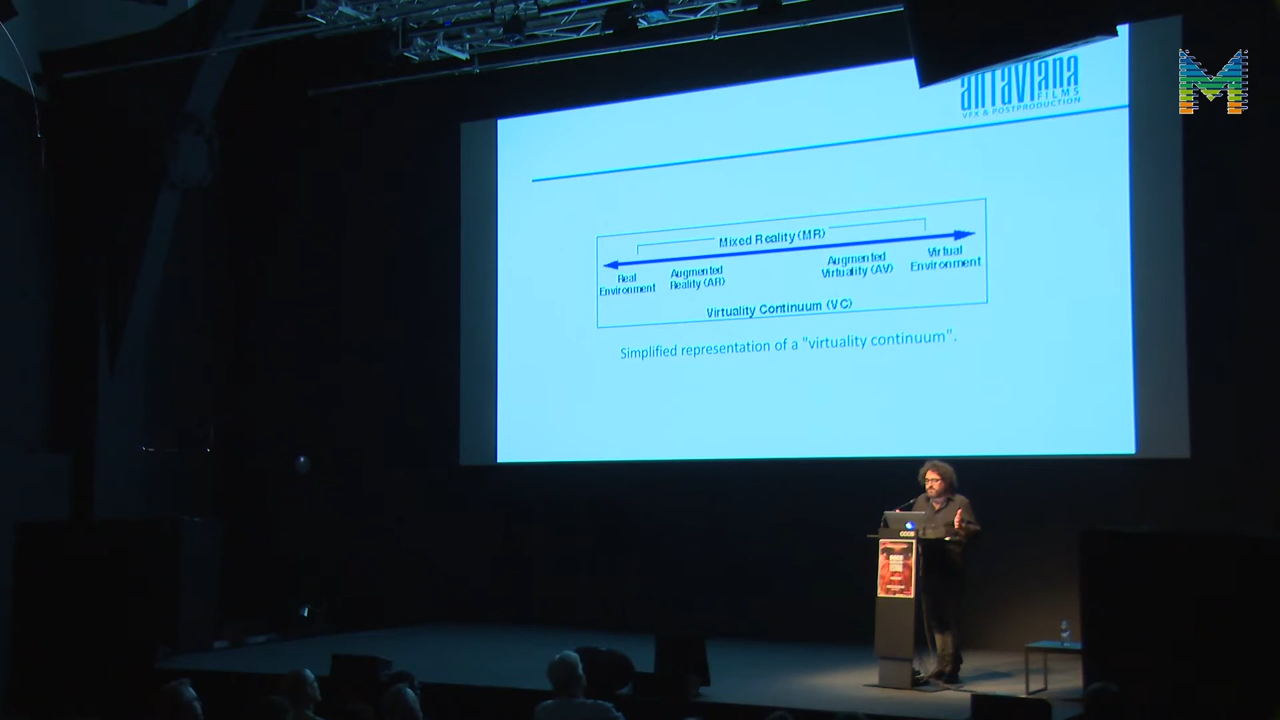 antaviana
FILMS
VFX & POSTPRODUCTION
Mixed Reality (MR)
Real
Environment
Augmented
Reality (AR)
Augmented
Virtuality (AV)
Virtual
Environment
Virtuality Continuum (VC)
Simplified representation of a "virtuality continuum".
M